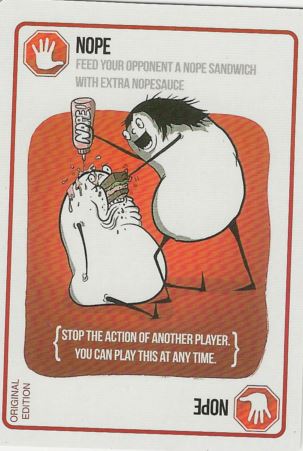 NOPE
FEED YOUR OPPONENT A NOPE SANDWICH
WITH EXTRA NOPESAUCE
NOPE!
STOP THE ACTION OF ANOTHER PLAYER.
YOU CAN PLAY THIS AT ANY TIME.
ORIGINAL
EDITION
NOPE